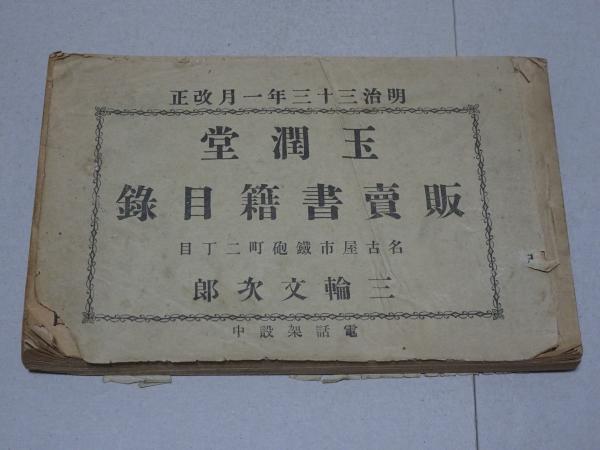 明治三十三年一月改正
玉潤堂
販賣書籍目錄
名古屋市鐵砲町二丁目
三輪文次郎
電話架設中